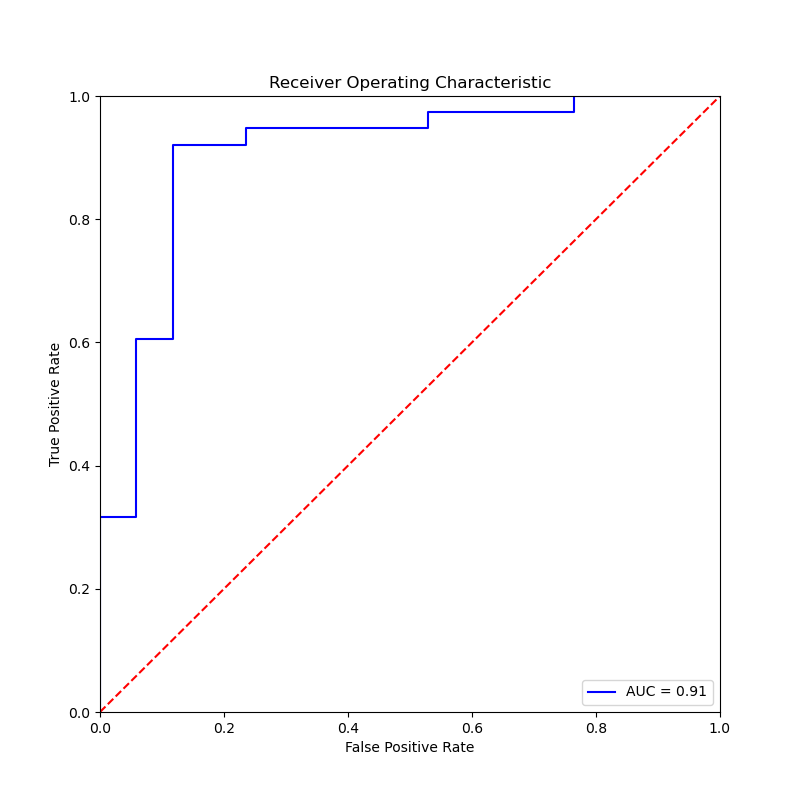 Receiver Operating Characteristic
1.0
0.8
0.6
0.4
0.2
0.0
True Positive Rate
AUC = 0.91
0.0 0.2 0.4 0.6 0.8 1.0
False Positive Rate